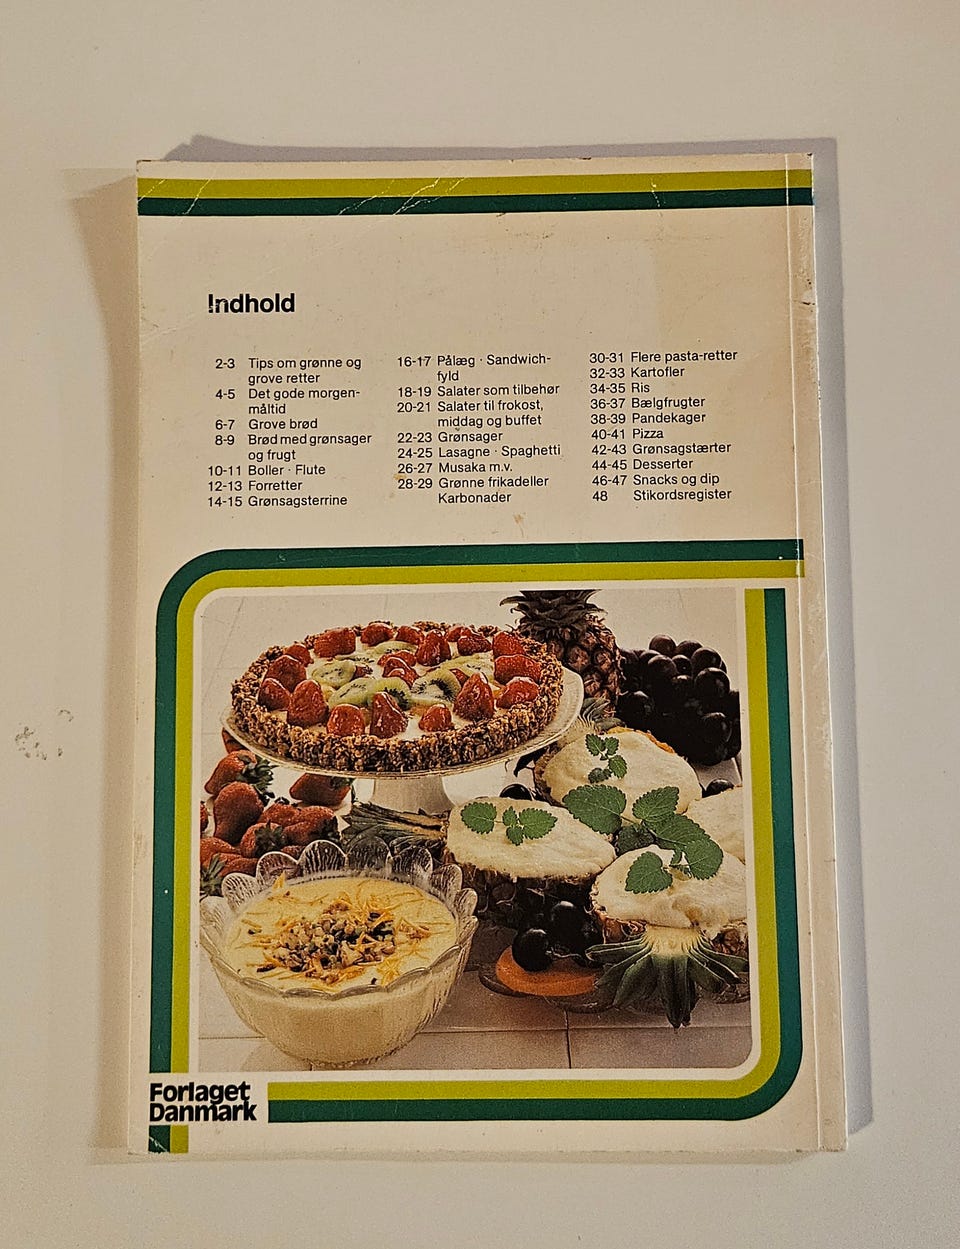 Indhold
2-3 Tips om grønne og
grove retter
4-5 Det gode morgen-
måltid
6-7 Grove brød
8-9 Brød med grønsager
og frugt
10-11 Boller · Flute
12-13 Forretter
14-15 Grønsagsterrine
16-17 Pålæg · Sandwich-
fyld
18-19 Salater som tilbehør
20-21 Salater til frokost,
middag og buffet
22-23 Grønsager
24-25 Lasagne · Spaghetti
26-27 Musaka m.v.
28-29 Grønne frikadeller
Karbonader
30-31 Flere pasta-retter
32-33 Kartofler
34-35 Ris
36-37 Bælgfrugter
38-39 Pandekager
40-41 Pizza
42-43 Grønsagstærter
44-45 Desserter
46-47 Snacks og dip
48 Stikordsregister
Forlaget
Danmark